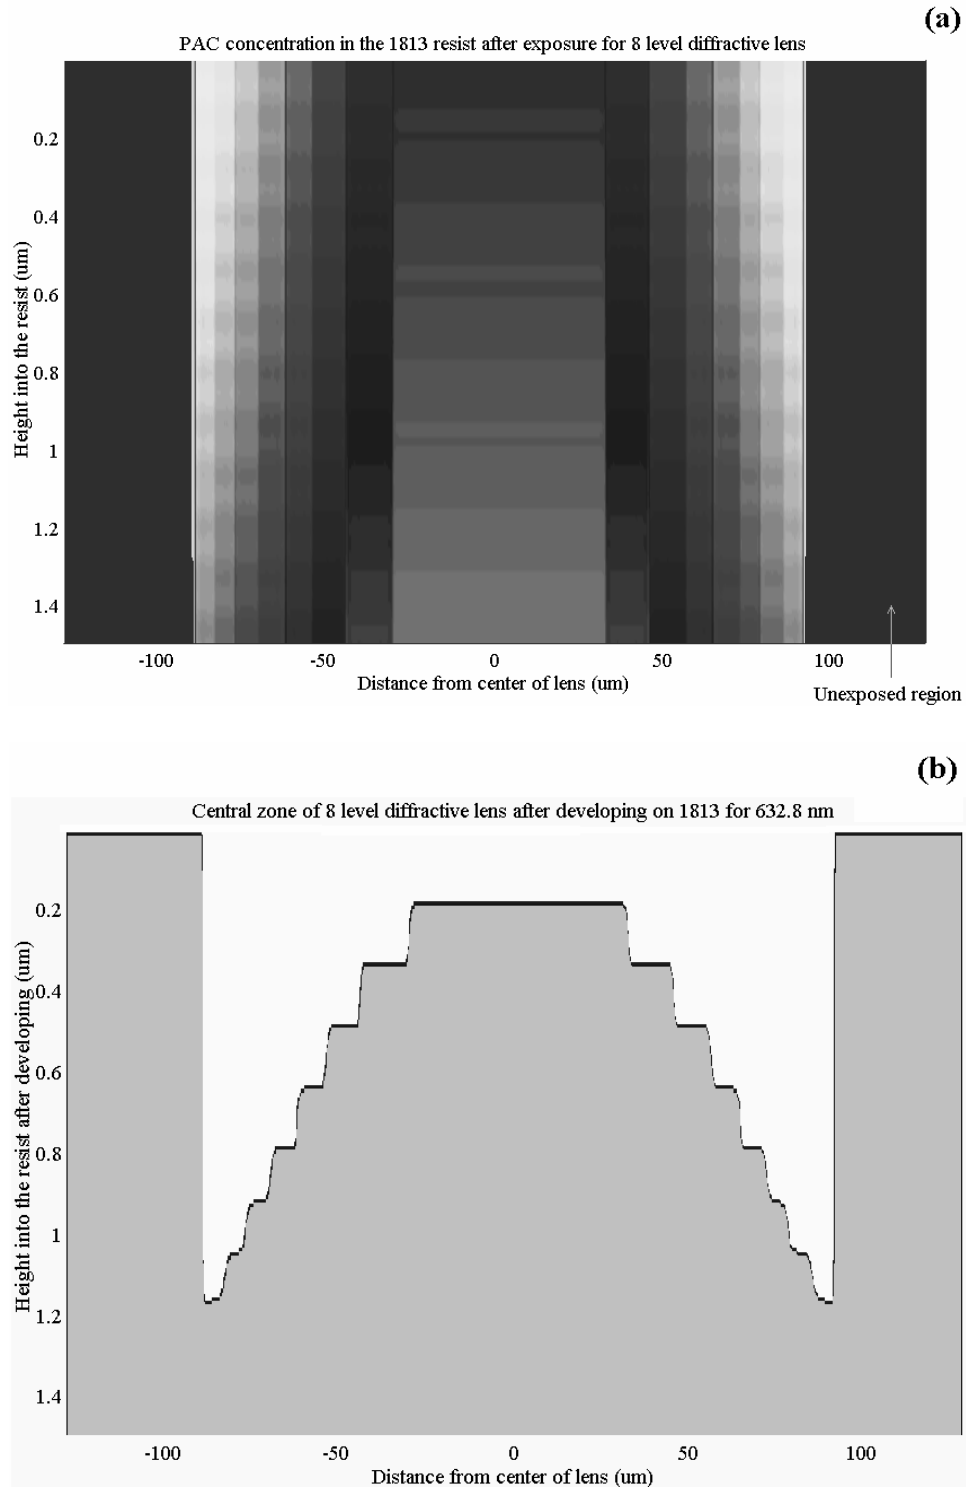 (a)
PAC concentration in the 1813 resist after exposure for 8 level diffractive lens
Height into the resist (um)
0.2
0.4
0.6
0.8
1
1.2
1.4
-100 -50 0 50 100
Distance from center of lens (um)
Unexposed region
(b)
Central zone of 8 level diffractive lens after developing on 1813 for 632.8 nm
Height into the resist after developing (um)
0.2
0.4
0.6
0.8
1
1.2
1.4
-100 -50 0 50 100
Distance from center of lens (um)